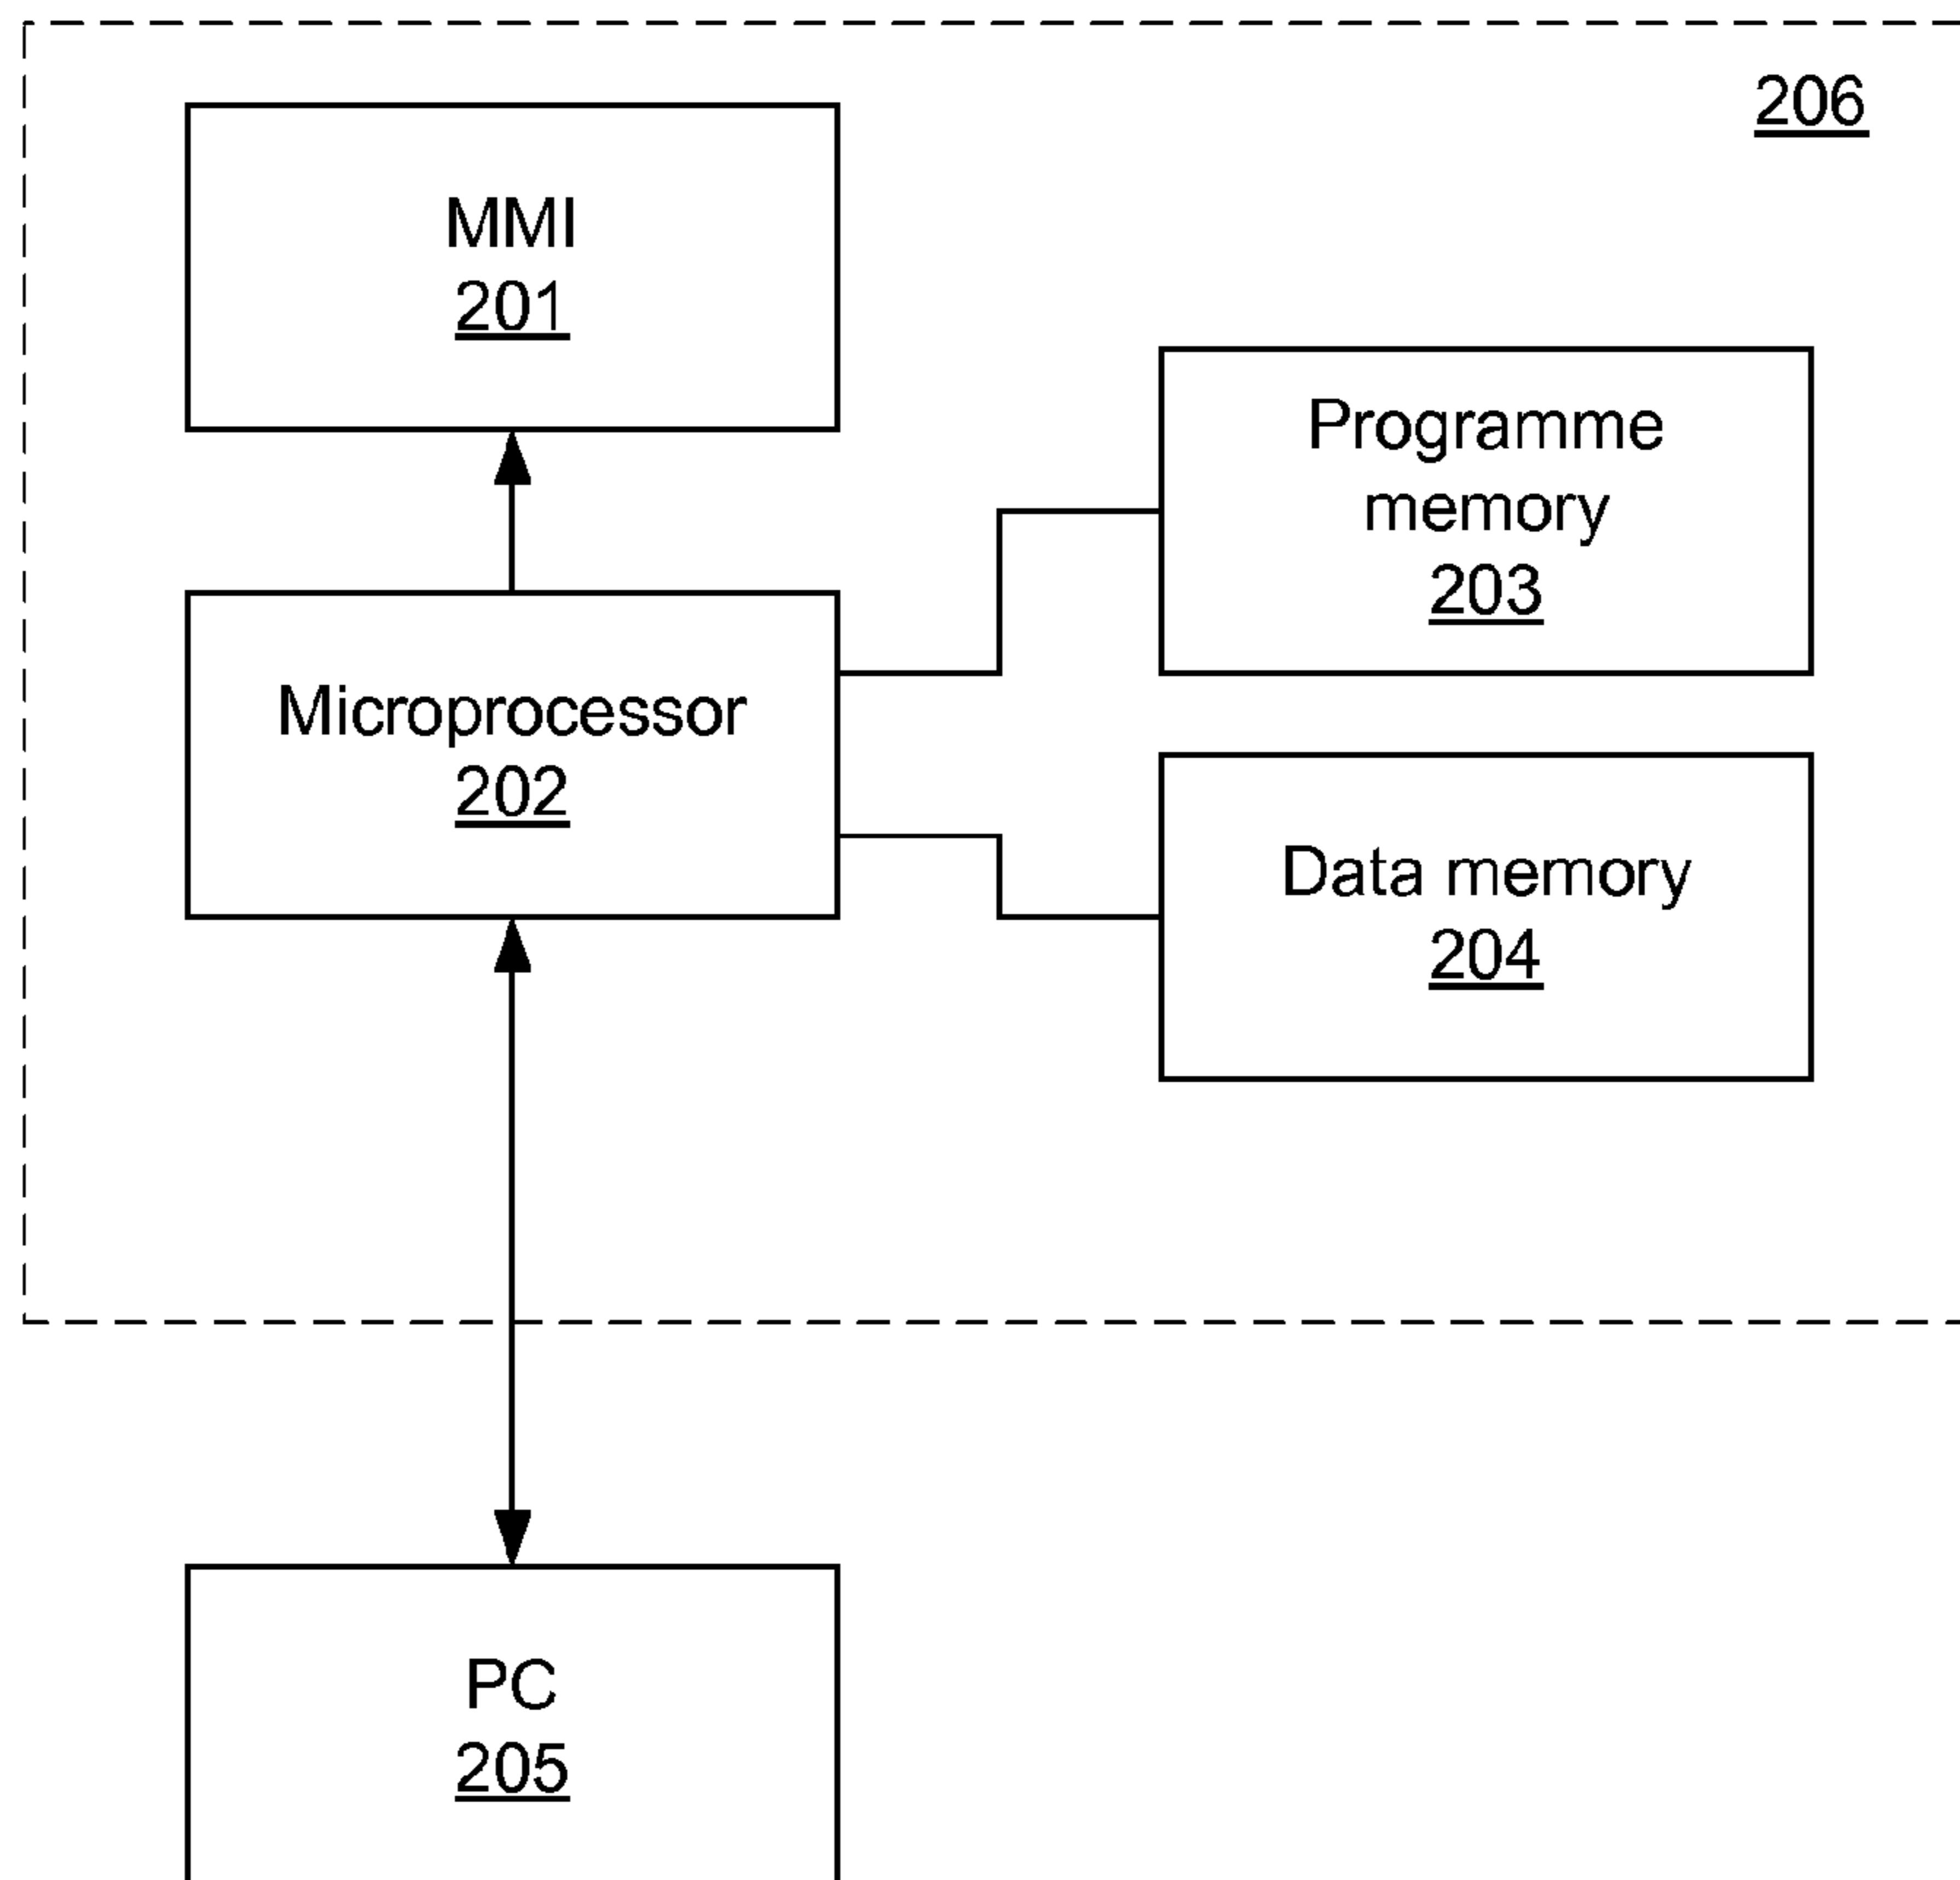 206
MMI
201
Programme
memory
203
Microprocessor
202
Data memory
204
PC
205